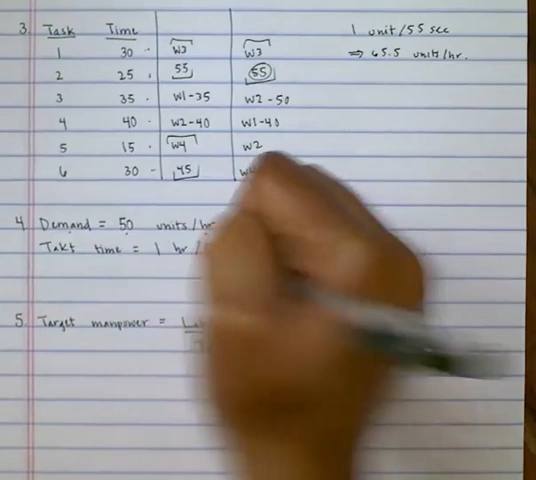 3. Task Time 1 unit/55 sec
1 30 W3 W3 ⇒ 65.5 units/hr.
2 25 55 55
3 35 W1-35 W2-50
4 40 W2-40 W1-40
5 15 W4 W2
6 30 45
4 Demand = 50 units/hr
Takt time = 1 hr /
5. Target manpower =